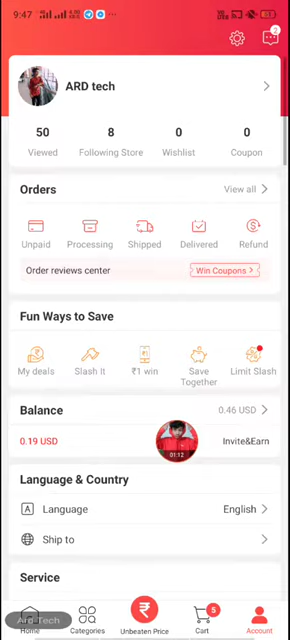 9:47
2
ARD tech
50 8 0 0
Viewed Following Store Wishlist Coupon
Orders View all
Unpaid Processing Shipped Delivered Refund
Order reviews center Win Coupons >
Fun Ways to Save
My deals Slash It ₹1 win Save Together Limit Slash
Balance 0.46 USD
0.19 USD Invite&Earn
01:12
Language & Country
Language English
Ship to
Service
5
Home Categories Unbeaten Price Cart Account
Ard-Tech